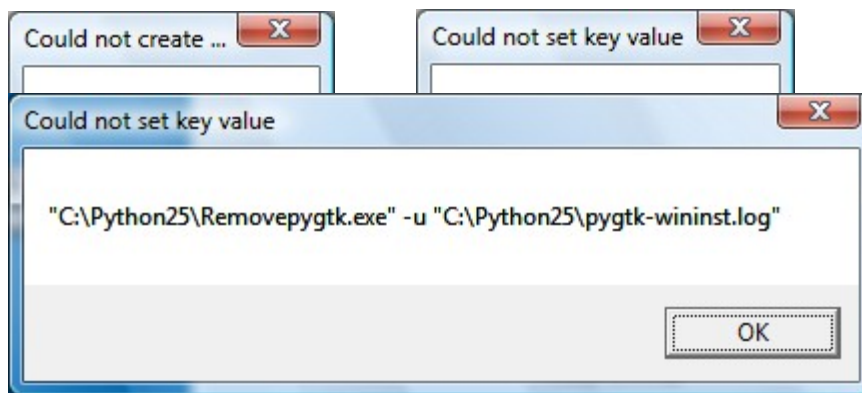 Could not create ...
Could not set key value
Could not set key value
"C:\Python25\Removepygtk.exe" -u "C:\Python25\pygtk-wininst.log"
OK